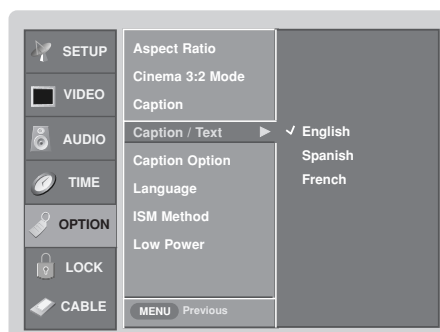 SETUP
VIDEO
AUDIO
TIME
OPTION
LOCK
CABLE
Aspect Ratio
Cinema 3:2 Mode
Caption
Caption / Text
Caption Option
Language
ISM Method
Low Power
MENU Previous
English
Spanish
French